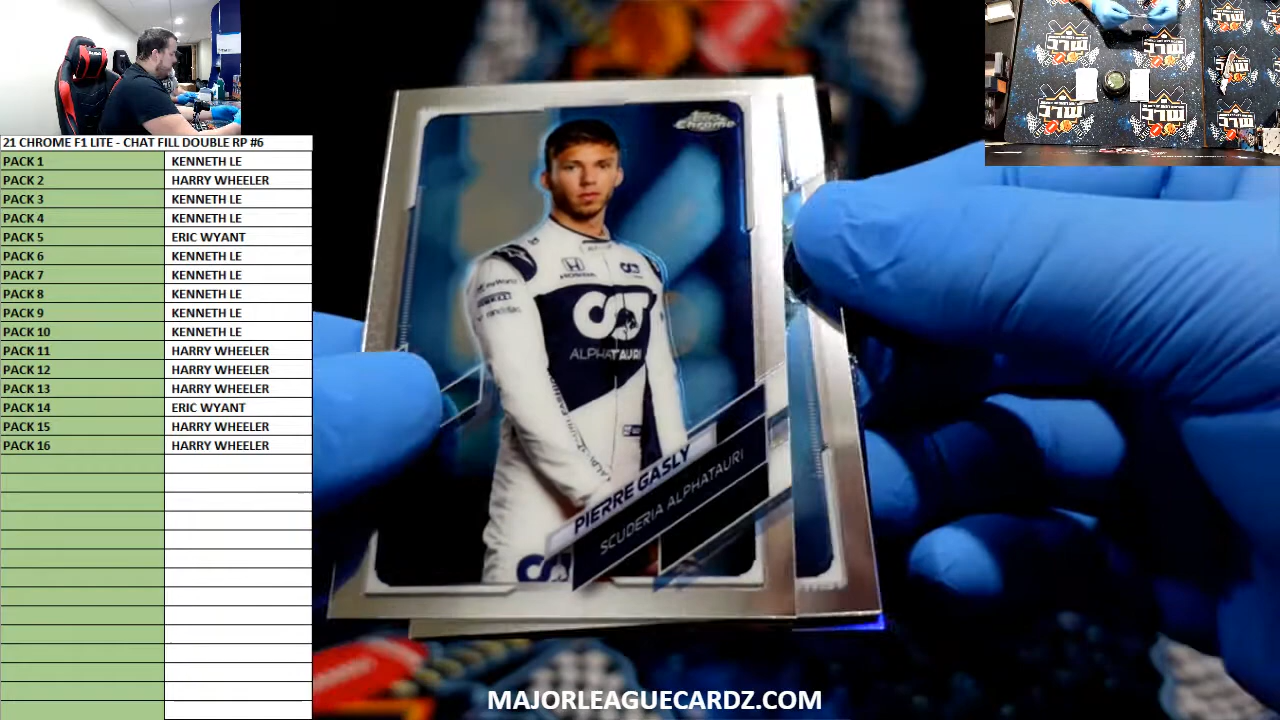 21 CHROME F1 LITE - CHAT FILL DOUBLE RP #6
PACK 1 KENNETH LE
PACK 2 HARRY WHEELER
PACK 3 KENNETH LE
PACK 4 KENNETH LE
PACK 5 ERIC WYANT
PACK 6 KENNETH LE
PACK 7 KENNETH LE
PACK 8 KENNETH LE
PACK 9 KENNETH LE
PACK 10 KENNETH LE
PACK 11 HARRY WHEELER
PACK 12 HARRY WHEELER
PACK 13 HARRY WHEELER
PACK 14 ERIC WYANT
PACK 15 HARRY WHEELER
PACK 16 HARRY WHEELER
Topps
Chrome
HONDA
PIRELLI
ALPHATAURI
PIERRE GASLY
SCUDERIA ALPHATAURI
MAJORLEAGUECARDZ.COM